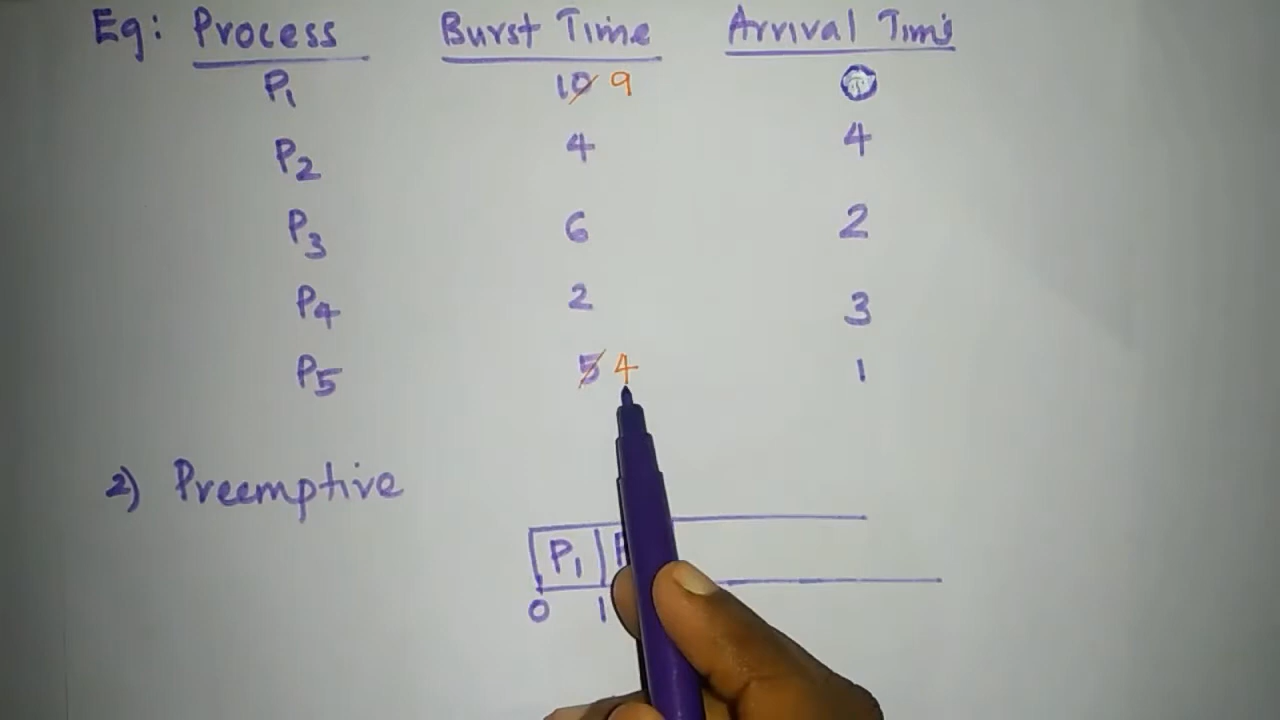 Eg: Process Burst Time Arrival Time
P1 10 9 0
P2 4 4
P3 6 2
P4 2 3
P5 5 4 1
2) Preemptive
P1
0 1